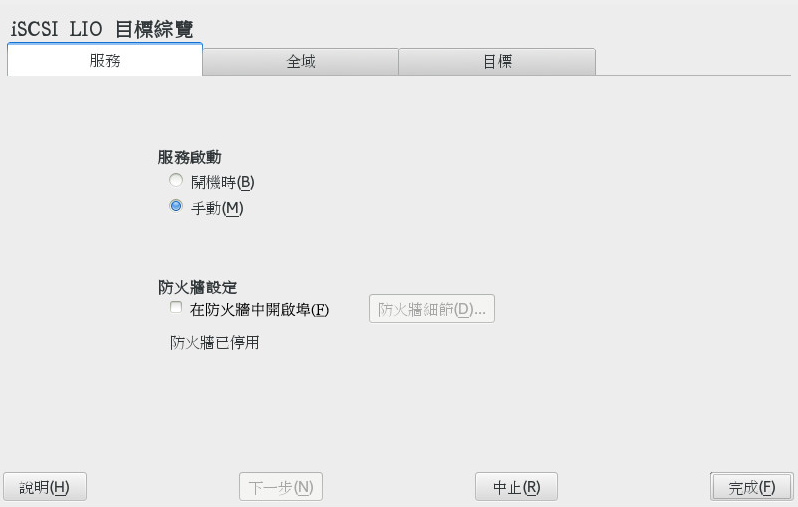 iSCSI LIO 目標綜覽
服務 全域 目標
服務啟動
開機時(B)
手動(M)
防火牆設定
在防火牆中開啟埠(F) 防火牆細節(D)...
防火牆已停用
說明(H) 下一步(N) 中止(R) 完成(F)